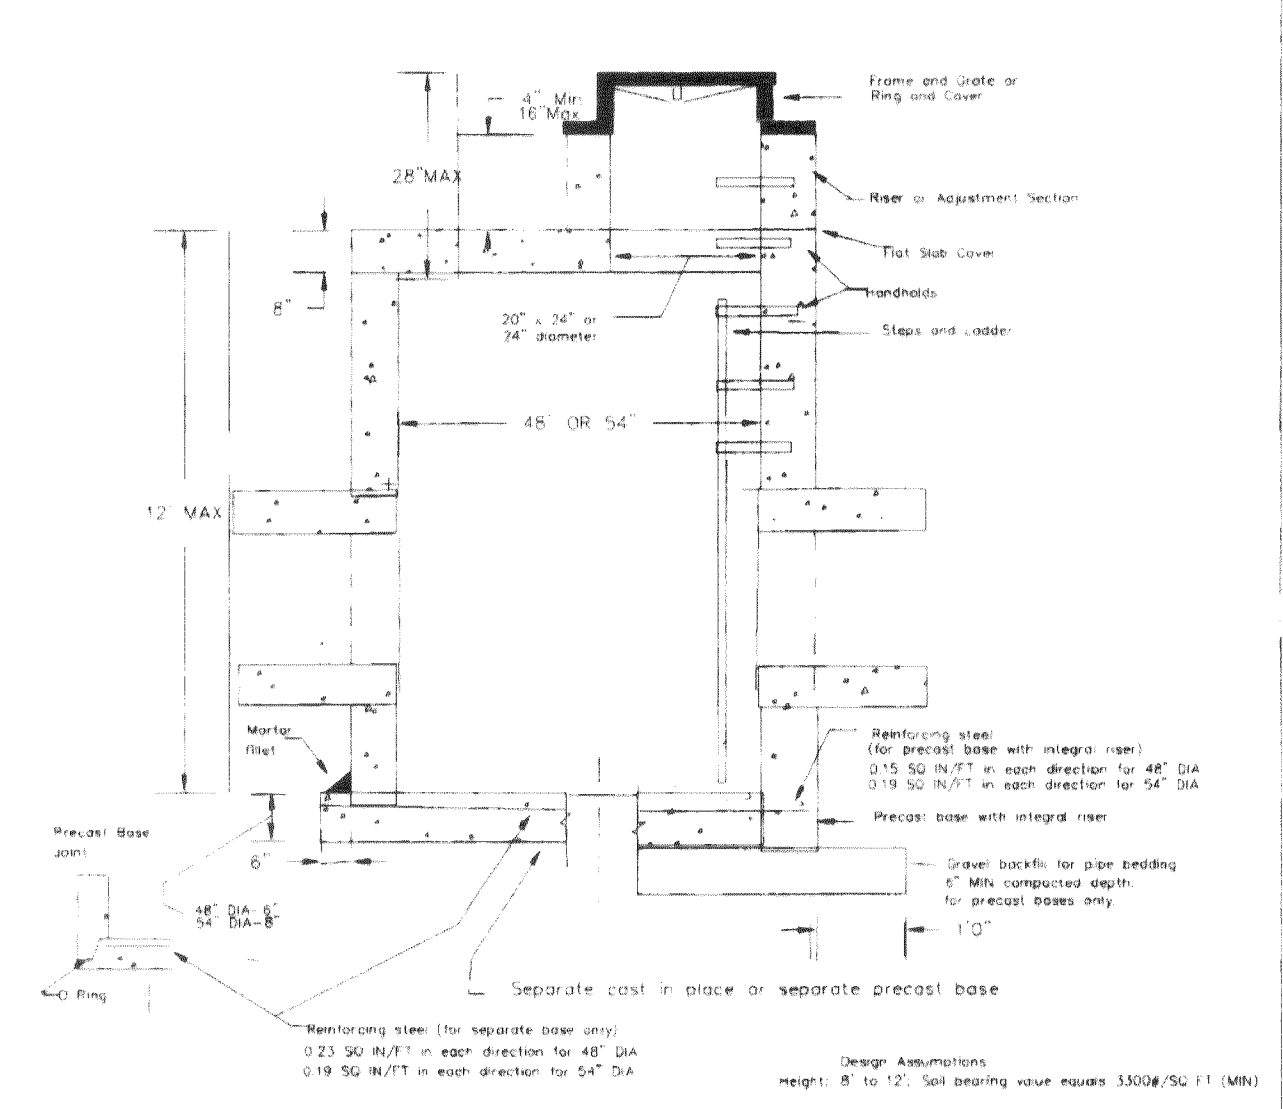 Frame and Grate or
Ring and Cover
4" Min
16"Max
28"MAX
Riser or Adjustment Section
Flat Slab Cover
Handholds
8"
20" x 24" or
24" diameter
Steps and Ladder
48" OR 54"
12' MAX
Mortar
fillet
Reinforcing steel
(for precast base with integral riser)
0.15 SQ IN/FT in each direction for 48" DIA
0.19 SQ IN/FT in each direction for 54" DIA
Precast base with integral riser
Precast Base
Joint
6"
Gravel backfill for pipe bedding
6" MIN compacted depth.
for precast bases only.
48" DIA-6"
54" DIA-8"
1'0"
O Ring
Separate cast in place or separate precast base
Reinforcing steel (for separate base only)
0.23 SQ IN/FT in each direction for 48" DIA
0.19 SQ IN/FT in each direction for 54" DIA
Design Assumptions
Height: 8' to 12'; Soil bearing value equals 3300#/SQ FT (MIN)